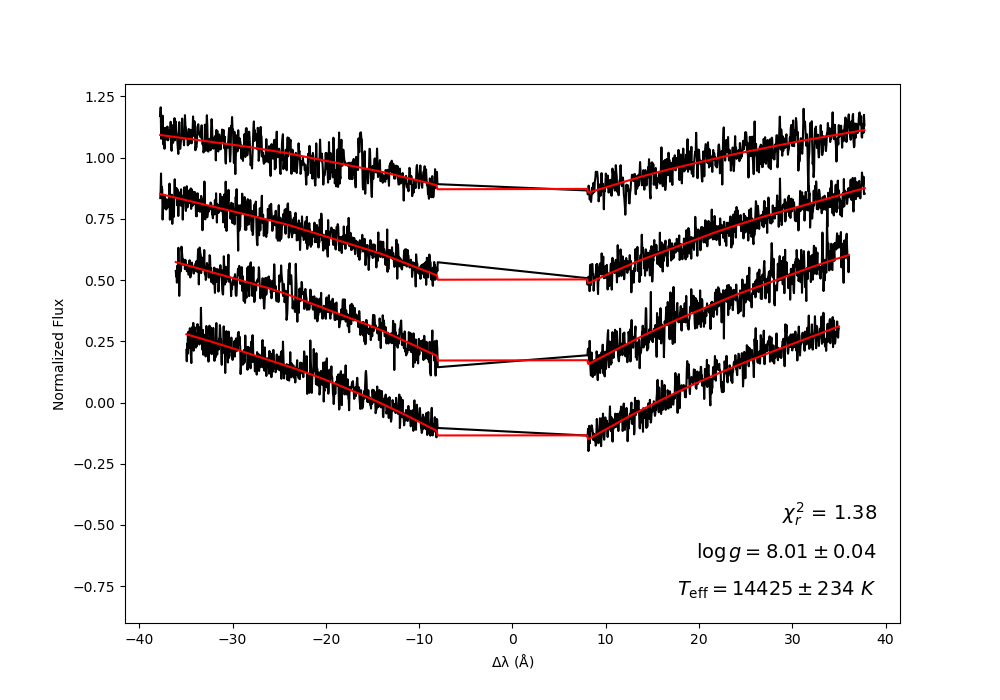 1.25
1.00
0.75
0.50
0.25
0.00
−0.25
−0.50
−0.75
Normalized Flux
χ²ᵣ = 1.38
log g = 8.01 ± 0.04
T_eff = 14425 ± 234 K
−40 −30 −20 −10 0 10 20 30 40
Δλ (Å)